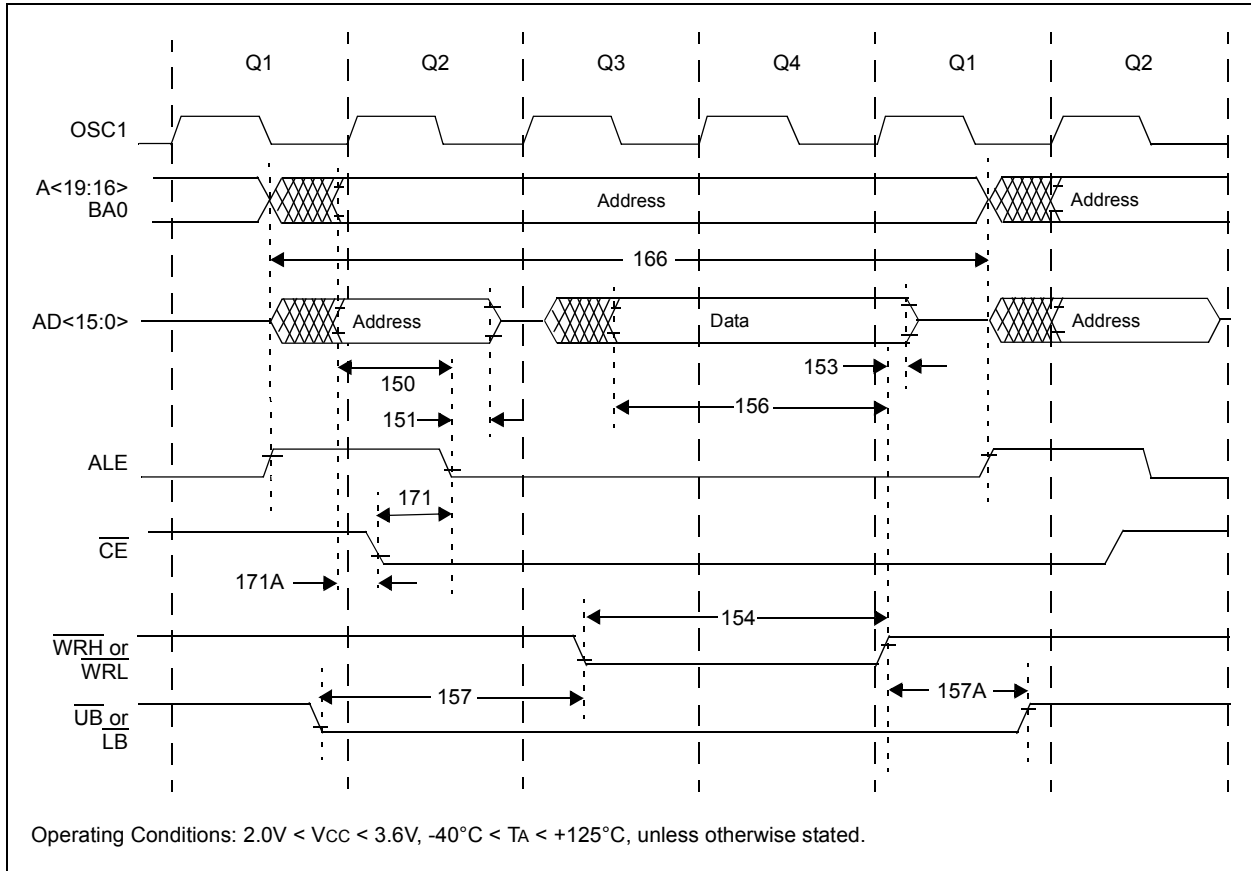 Q1 Q2 Q3 Q4 Q1 Q2
OSC1
A<19:16>
BA0
Address Address
166
AD<15:0>
Address Data Address
150
153
151
156
ALE
171
CE
171A
154
WRH or
WRL
157 157A
UB or
LB
Operating Conditions: 2.0V < VCC < 3.6V, -40°C < TA < +125°C, unless otherwise stated.